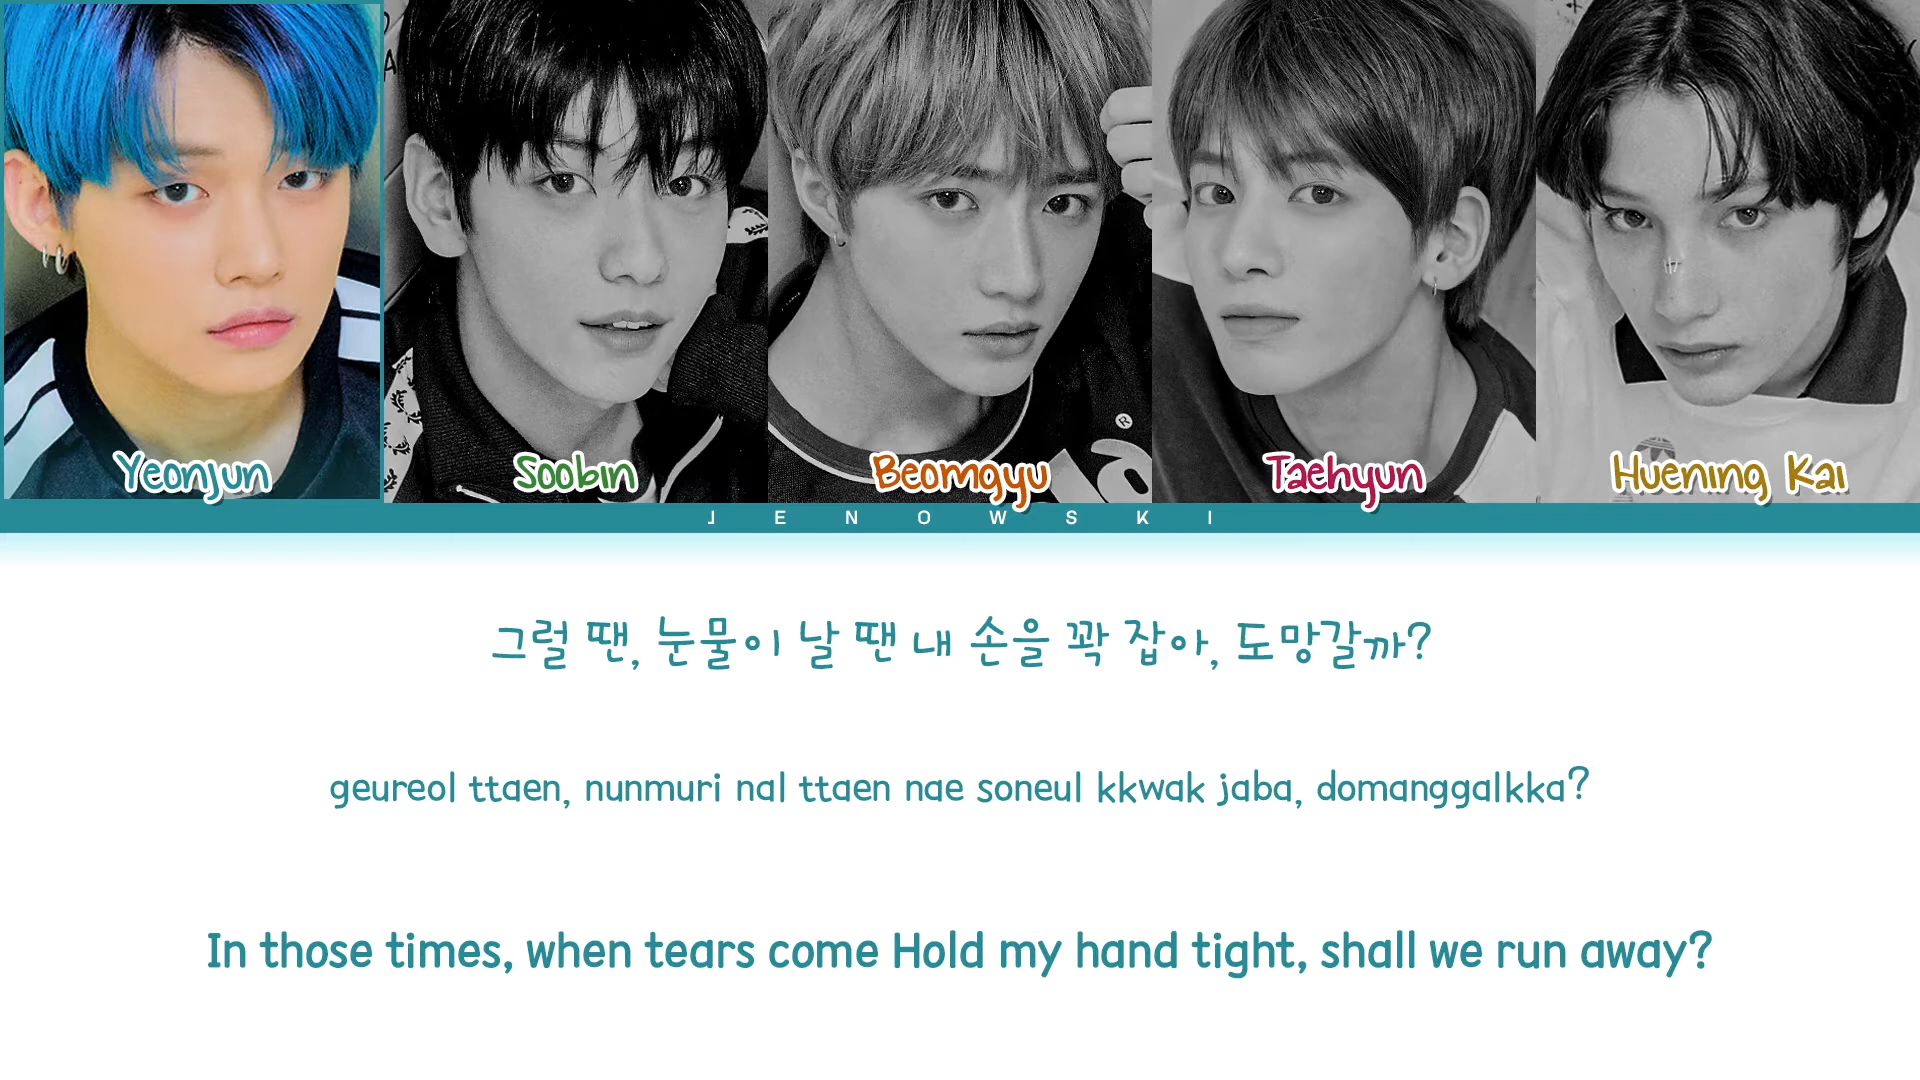 Yeonjun
Soobin
Beomgyu
Taehyun
Huening Kai
JENOWSKI
그럴 땐, 눈물이 날 땐 내 손을 꽉 잡아, 도망갈까?
geureol ttaen, nunmuri nal ttaen nae soneul kkwak jaba, domanggalkka?
In those times, when tears come Hold my hand tight, shall we run away?